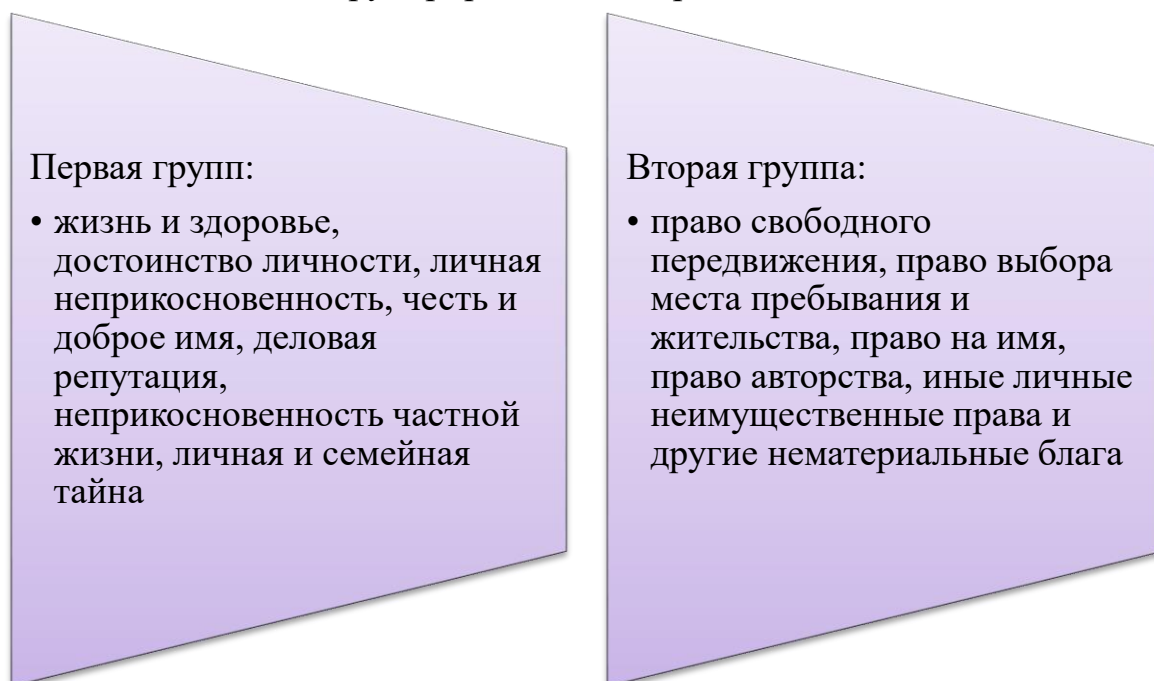 Первая групп:
• жизнь и здоровье,
достоинство личности, личная
неприкосновенность, честь и
доброе имя, деловая
репутация,
неприкосновенность частной
жизни, личная и семейная
тайна
Вторая группа:
• право свободного
передвижения, право выбора
места пребывания и
жительства, право на имя,
право авторства, иные личные
неимущественные права и
другие нематериальные блага